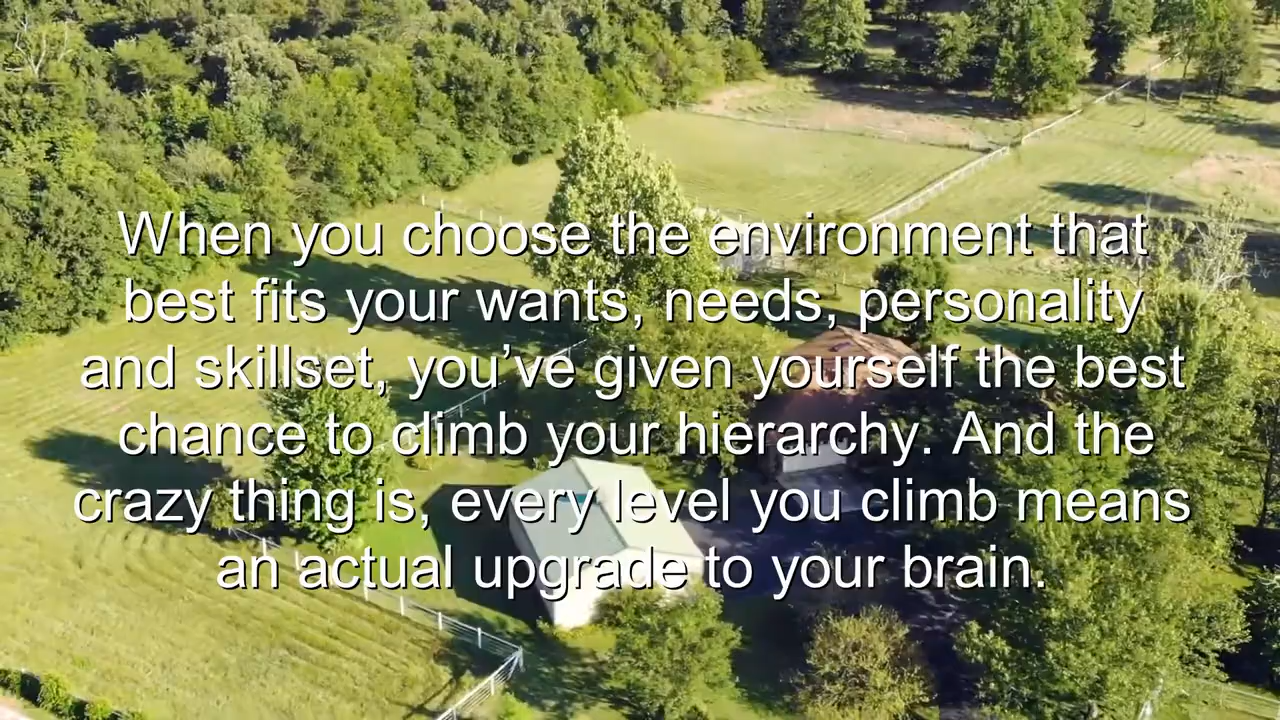 When you choose the environment that
best fits your wants, needs, personality
and skillset, you’ve given yourself the best
chance to climb your hierarchy. And the
crazy thing is, every level you climb means
an actual upgrade to your brain.